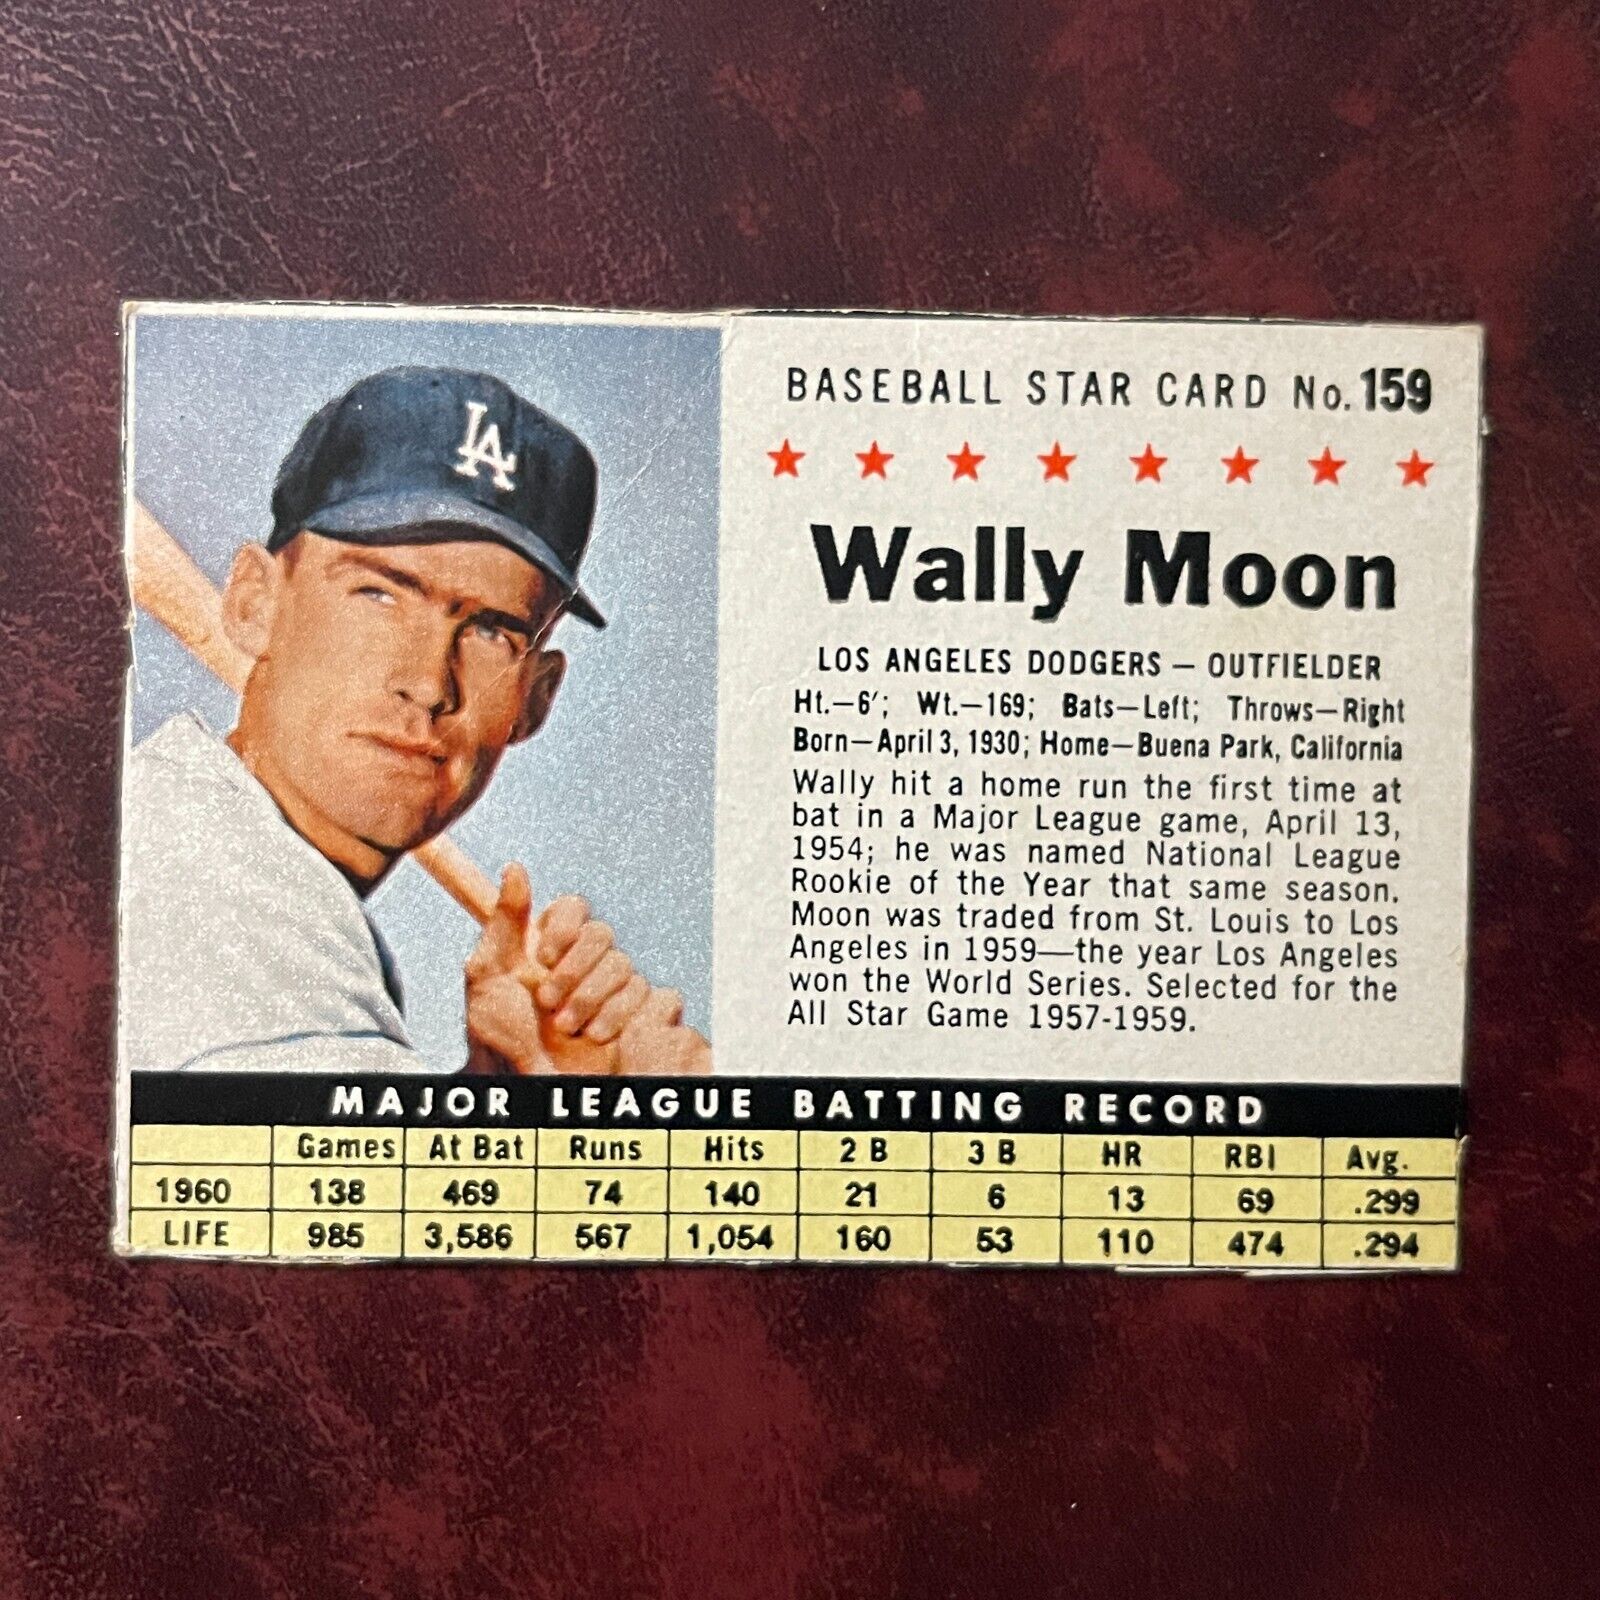 LA
BASEBALL STAR CARD No. 159
Wally Moon
LOS ANGELES DODGERS — OUTFIELDER
Ht.—6'; Wt.—169; Bats—Left; Throws—Right
Born—April 3, 1930; Home—Buena Park, California
Wally hit a home run the first time at
bat in a Major League game, April 13,
1954; he was named National League
Rookie of the Year that same season.
Moon was traded from St. Louis to Los
Angeles in 1959—the year Los Angeles
won the World Series. Selected for the
All Star Game 1957-1959.
MAJOR LEAGUE BATTING RECORD
Games At Bat Runs Hits 2 B 3 B HR RBI Avg.
1960 138 469 74 140 21 6 13 69 .299
LIFE 985 3,586 567 1,054 160 53 110 474 .294